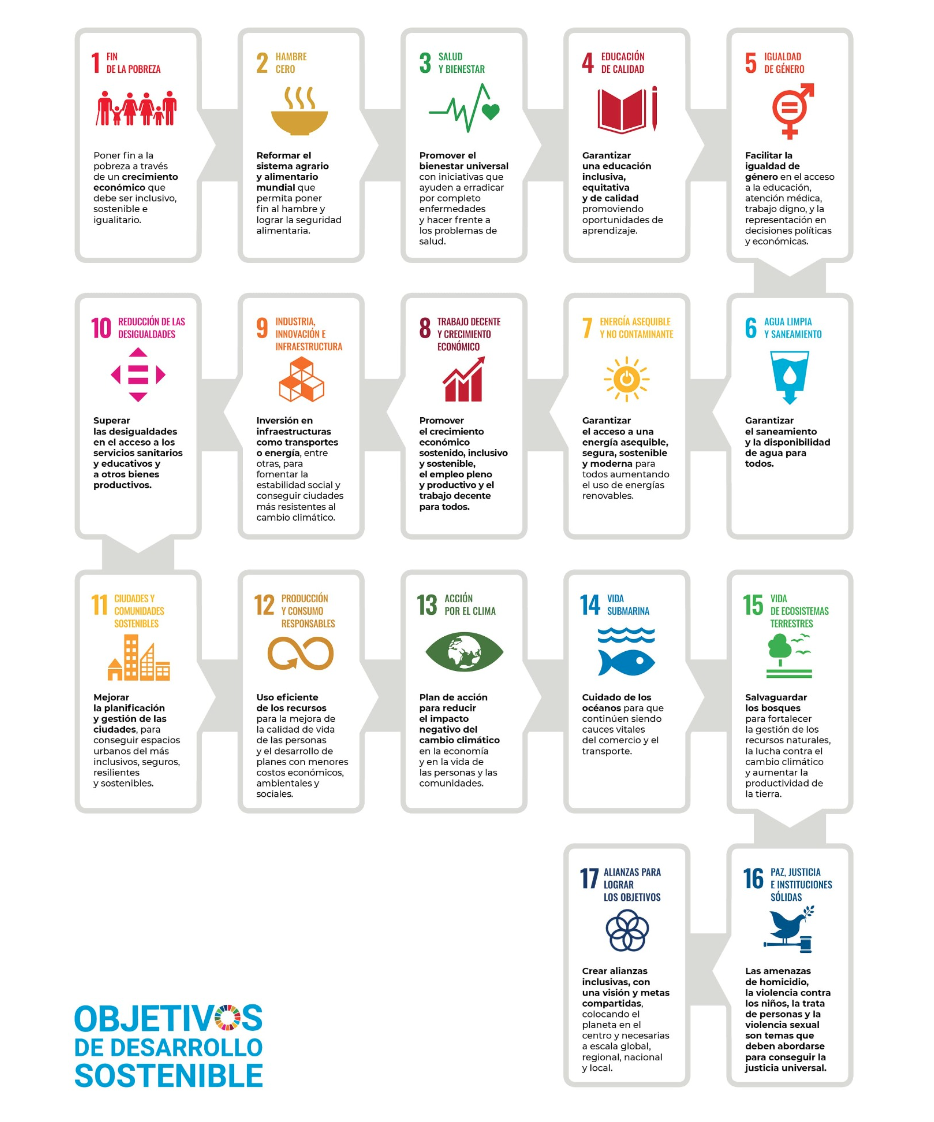 1 FIN
DE LA POBREZA
Poner fin a la
pobreza a través
de un crecimiento
económico que
debe ser inclusivo,
sostenible e
igualitario.
2 HAMBRE
CERO
Reformar el
sistema agrario
y alimentario
mundial que
permita poner
fin al hambre y
lograr la seguridad
alimentaria.
3 SALUD
Y BIENESTAR
Promover el
bienestar universal
con iniciativas que
ayuden a erradicar
por completo
enfermedades
y hacer frente a
los problemas de
salud.
4 EDUCACIÓN
DE CALIDAD
Garantizar
una educación
inclusiva,
equitativa
y de calidad
promoviendo
oportunidades de
aprendizaje.
5 IGUALDAD
DE GÉNERO
Facilitar la
igualdad de
género en el acceso
a la educación,
atención médica,
trabajo digno, y la
representación en
decisiones políticas
y económicas.
6 AGUA LIMPIA
Y SANEAMIENTO
Garantizar
el saneamiento
y la disponibilidad
de agua para
todos.
7 ENERGÍA ASEQUIBLE
Y NO CONTAMINANTE
Garantizar
el acceso a una
energía asequible,
segura, sostenible
y moderna para
todos aumentando
el uso de energías
renovables.
8 TRABAJO DECENTE
Y CRECIMIENTO
ECONÓMICO
Promover
el crecimiento
económico
sostenido, inclusivo
y sostenible,
el empleo pleno
y productivo y el
trabajo decente
para todos.
9 INDUSTRIA,
INNOVACIÓN E
INFRAESTRUCTURA
Inversión en
infraestructuras
como transportes
o energía, entre
otras, para
fomentar la
estabilidad social y
conseguir ciudades
más resistentes al
cambio climático.
10 REDUCCIÓN DE LAS
DESIGUALDADES
Superar
las desigualdades
en el acceso a los
servicios sanitarios
y educativos y
a otros bienes
productivos.
11 CIUDADES Y
COMUNIDADES
SOSTENIBLES
Mejorar
la planificación
y gestión de las
ciudades, para
conseguir espacios
urbanos del más
inclusivos, seguros,
resilientes
y sostenibles.
12 PRODUCCIÓN
Y CONSUMO
RESPONSABLES
Uso eficiente
de los recursos
para la mejora de
la calidad de vida
de las personas
y el desarrollo de
planes con menores
costos económicos,
ambientales y
sociales.
13 ACCIÓN
POR EL CLIMA
Plan de acción
para reducir
el impacto
negativo del
cambio climático
en la economía
y en la vida de
las personas y las
comunidades.
14 VIDA
SUBMARINA
Cuidado de los
océanos para que
continúen siendo
cauces vitales
del comercio y el
transporte.
15 VIDA
DE ECOSISTEMAS
TERRESTRES
Salvaguardar
los bosques
para fortalecer
la gestión de los
recursos naturales,
la lucha contra el
cambio climático
y aumentar la
productividad de
la tierra.
16 PAZ, JUSTICIA
E INSTITUCIONES
SÓLIDAS
Las amenazas
de homicidio,
la violencia contra
los niños, la trata
de personas y la
violencia sexual
son temas que
deben abordarse
para conseguir la
justicia universal.
17 ALIANZAS PARA
LOGRAR
LOS OBJETIVOS
Crear alianzas
inclusivas, con
una visión y metas
compartidas,
colocando el
planeta en el
centro y necesarias
a escala global,
regional, nacional
y local.
OBJETIVOS
DE DESARROLLO
SOSTENIBLE